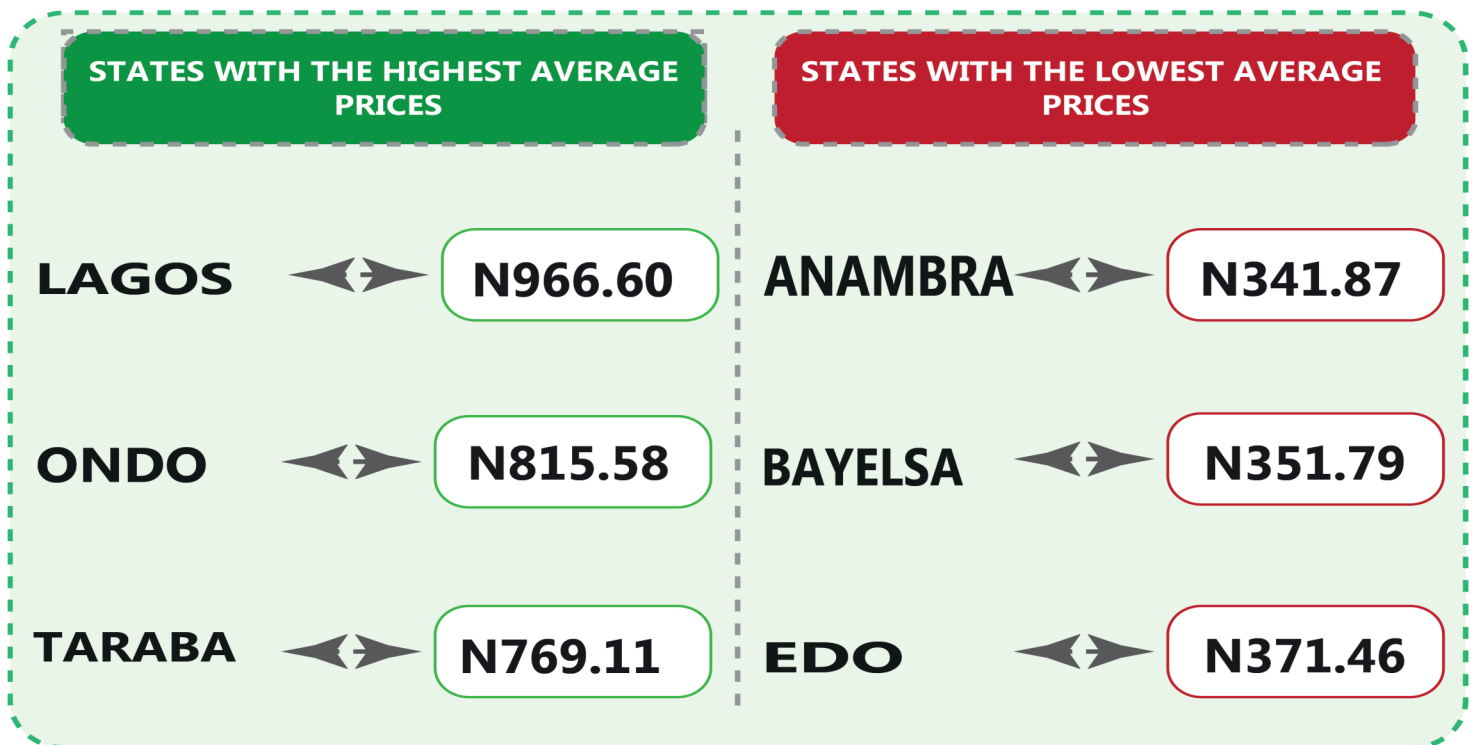 STATES WITH THE HIGHEST AVERAGE
PRICES
LAGOS N966.60
ONDO N815.58
TARABA N769.11
STATES WITH THE LOWEST AVERAGE
PRICES
ANAMBRA N341.87
BAYELSA N351.79
EDO N371.46